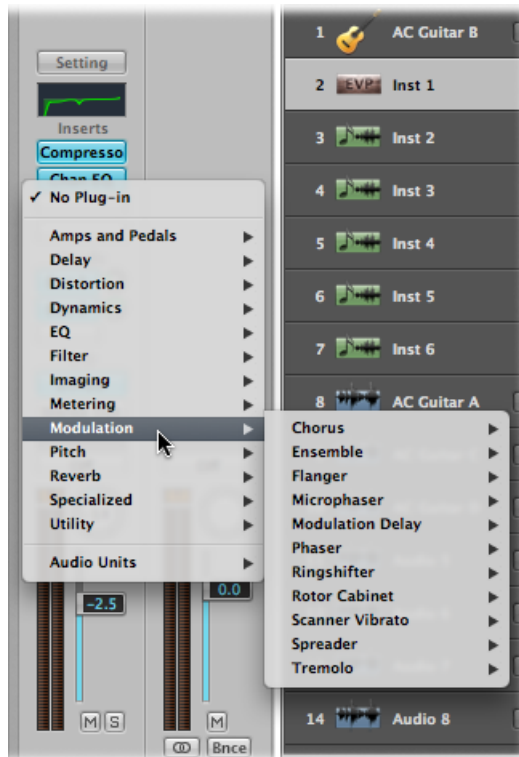 Setting
Inserts
Compresso
Chan EQ
✓ No Plug-in
Amps and Pedals
Delay
Distortion
Dynamics
EQ
Filter
Imaging
Metering
Modulation
Pitch
Reverb
Specialized
Utility
Audio Units
Chorus
Ensemble
Flanger
Microphaser
Modulation Delay
Phaser
Ringshifter
Rotor Cabinet
Scanner Vibrato
Spreader
Tremolo
-2.5
0.0
M S
M
Bnce
1 AC Guitar B
2 EVP Inst 1
3 Inst 2
4 Inst 3
5 Inst 4
6 Inst 5
7 Inst 6
8 AC Guitar A
14 Audio 8